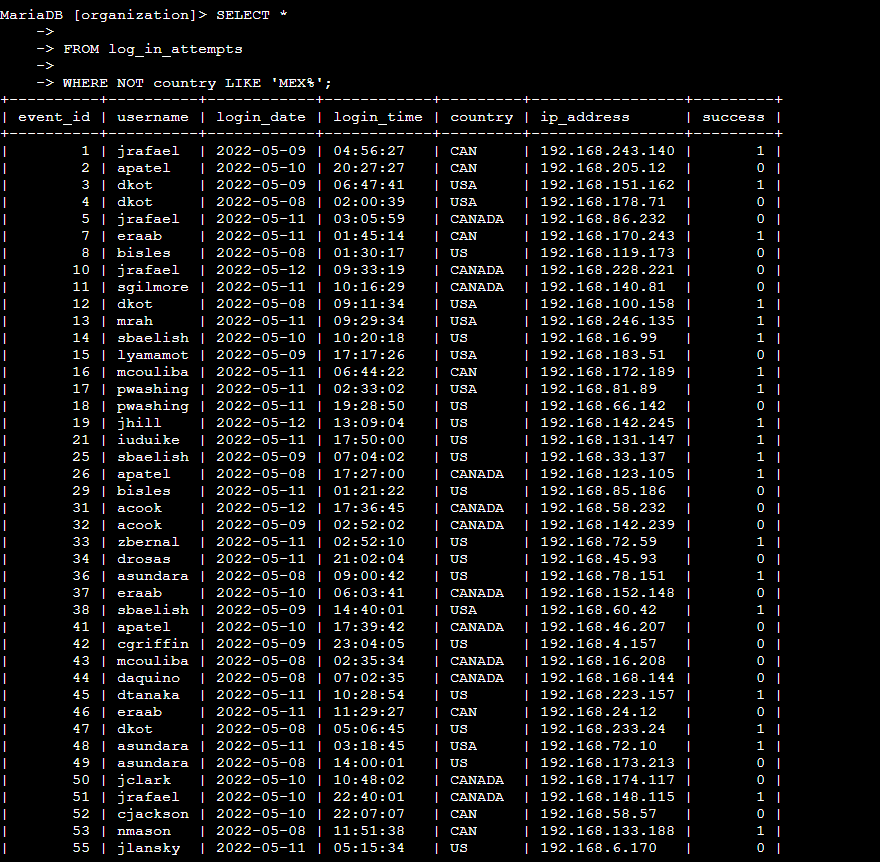 MariaDB [organization]> SELECT *
    ->
    -> FROM log_in_attempts
    ->
    -> WHERE NOT country LIKE 'MEX%';
+----------+----------+------------+------------+---------+-----------------+---------+
| event_id | username | login_date | login_time | country | ip_address      | success |
+----------+----------+------------+------------+---------+-----------------+---------+
|        1 | jrafael  | 2022-05-09 | 04:56:27   | CAN     | 192.168.243.140 |       1 |
|        2 | apatel   | 2022-05-10 | 20:27:27   | CAN     | 192.168.205.12  |       0 |
|        3 | dkot     | 2022-05-09 | 06:47:41   | USA     | 192.168.151.162 |       1 |
|        4 | dkot     | 2022-05-08 | 02:00:39   | USA     | 192.168.178.71  |       0 |
|        5 | jrafael  | 2022-05-11 | 03:05:59   | CANADA  | 192.168.86.232  |       0 |
|        7 | eraab    | 2022-05-11 | 01:45:14   | CAN     | 192.168.170.243 |       1 |
|        8 | bisles   | 2022-05-08 | 01:30:17   | US      | 192.168.119.173 |       0 |
|       10 | jrafael  | 2022-05-12 | 09:33:19   | CANADA  | 192.168.228.221 |       0 |
|       11 | sgilmore | 2022-05-11 | 10:16:29   | CANADA  | 192.168.140.81  |       0 |
|       12 | dkot     | 2022-05-08 | 09:11:34   | USA     | 192.168.100.158 |       1 |
|       13 | mrah     | 2022-05-11 | 09:29:34   | USA     | 192.168.246.135 |       1 |
|       14 | sbaelish | 2022-05-10 | 10:20:18   | US      | 192.168.16.99   |       1 |
|       15 | lyamamot | 2022-05-09 | 17:17:26   | USA     | 192.168.183.51  |       0 |
|       16 | mcouliba | 2022-05-11 | 06:44:22   | CAN     | 192.168.172.189 |       1 |
|       17 | pwashing | 2022-05-11 | 02:33:02   | USA     | 192.168.81.89   |       1 |
|       18 | pwashing | 2022-05-11 | 19:28:50   | US      | 192.168.66.142  |       0 |
|       19 | jhill    | 2022-05-12 | 13:09:04   | US      | 192.168.142.245 |       1 |
|       21 | iuduike  | 2022-05-11 | 17:50:00   | US      | 192.168.131.147 |       1 |
|       25 | sbaelish | 2022-05-09 | 07:04:02   | US      | 192.168.33.137  |       1 |
|       26 | apatel   | 2022-05-08 | 17:27:00   | CANADA  | 192.168.123.105 |       1 |
|       29 | bisles   | 2022-05-11 | 01:21:22   | US      | 192.168.85.186  |       0 |
|       31 | acook    | 2022-05-12 | 17:36:45   | CANADA  | 192.168.58.232  |       0 |
|       32 | acook    | 2022-05-09 | 02:52:02   | CANADA  | 192.168.142.239 |       0 |
|       33 | zbernal  | 2022-05-11 | 02:52:10   | US      | 192.168.72.59   |       1 |
|       34 | drosas   | 2022-05-11 | 21:02:04   | US      | 192.168.45.93   |       0 |
|       36 | asundara | 2022-05-08 | 09:00:42   | US      | 192.168.78.151  |       1 |
|       37 | eraab    | 2022-05-10 | 06:03:41   | CANADA  | 192.168.152.148 |       0 |
|       38 | sbaelish | 2022-05-09 | 14:40:01   | USA     | 192.168.60.42   |       1 |
|       41 | apatel   | 2022-05-10 | 17:39:42   | CANADA  | 192.168.46.207  |       0 |
|       42 | cgriffin | 2022-05-09 | 23:04:05   | US      | 192.168.4.157   |       0 |
|       43 | mcouliba | 2022-05-08 | 02:35:34   | CANADA  | 192.168.16.208  |       0 |
|       44 | daquino  | 2022-05-08 | 07:02:35   | CANADA  | 192.168.168.144 |       0 |
|       45 | dtanaka  | 2022-05-11 | 10:28:54   | US      | 192.168.223.157 |       1 |
|       46 | eraab    | 2022-05-11 | 11:29:27   | CAN     | 192.168.24.12   |       0 |
|       47 | dkot     | 2022-05-08 | 05:06:45   | US      | 192.168.233.24  |       1 |
|       48 | asundara | 2022-05-11 | 03:18:45   | USA     | 192.168.72.10   |       1 |
|       49 | asundara | 2022-05-08 | 14:00:01   | US      | 192.168.173.213 |       0 |
|       50 | jclark   | 2022-05-10 | 10:48:02   | CANADA  | 192.168.174.117 |       0 |
|       51 | jrafael  | 2022-05-10 | 22:40:01   | CANADA  | 192.168.148.115 |       1 |
|       52 | cjackson | 2022-05-10 | 22:07:07   | CAN     | 192.168.58.57   |       0 |
|       53 | nmason   | 2022-05-08 | 11:51:38   | CAN     | 192.168.133.188 |       1 |
|       55 | jlansky  | 2022-05-11 | 05:15:34   | US      | 192.168.6.170   |       0 |